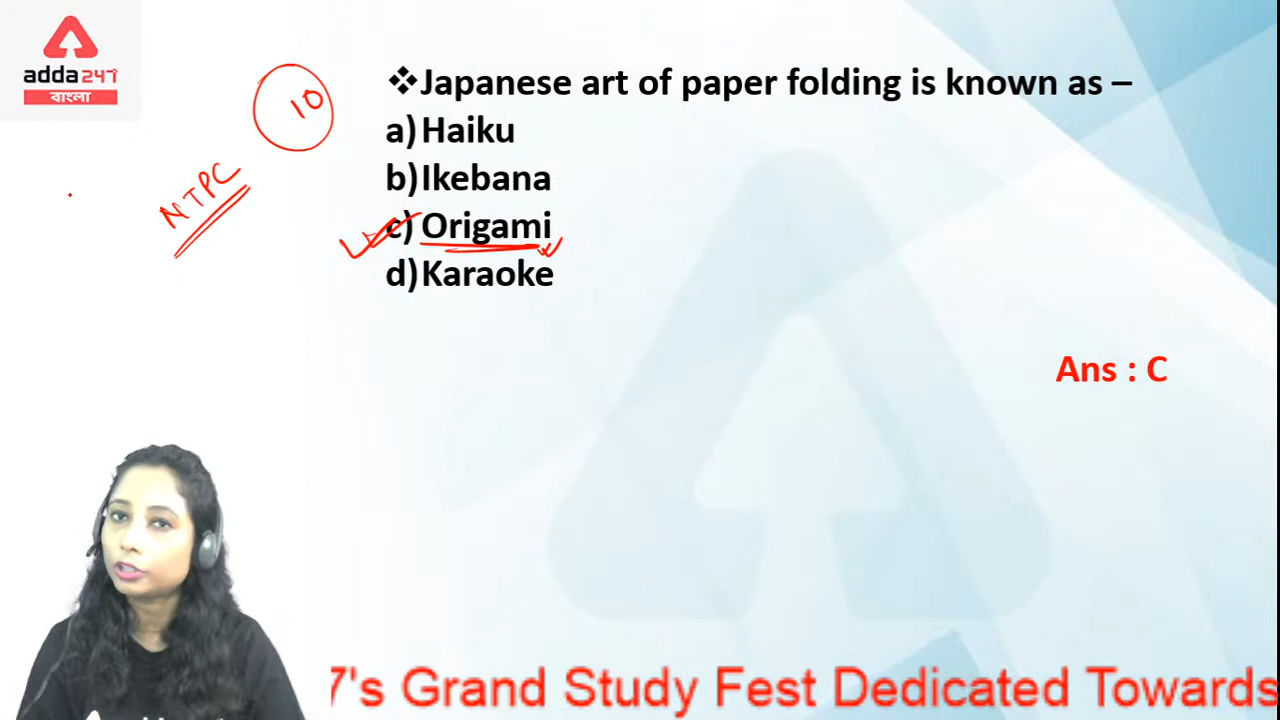 adda247
বাংলা
10
NTPC
❖Japanese art of paper folding is known as –
a)Haiku
b)Ikebana
c)Origami
d)Karaoke
Ans : C
7's Grand Study Fest Dedicated Towards